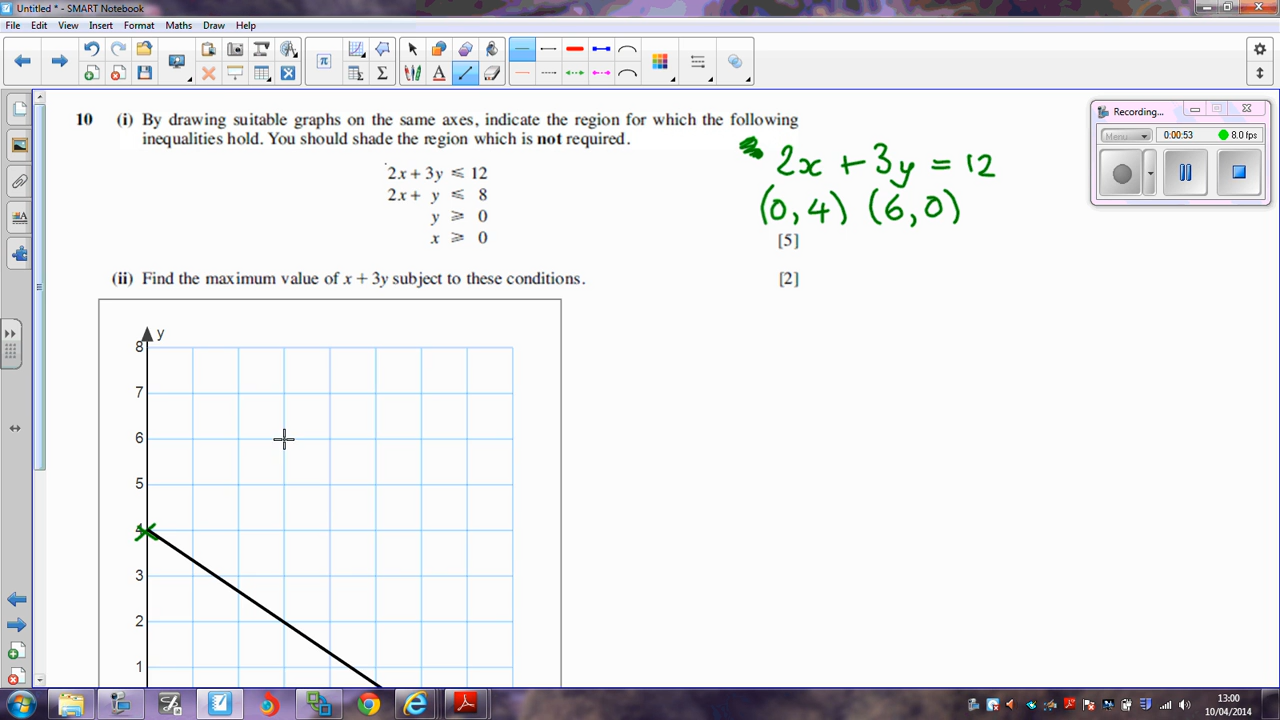 Untitled * - SMART Notebook
File Edit View Insert Format Maths Draw Help
Recording...
Menu 0:00:53 8.0 fps
10 (i) By drawing suitable graphs on the same axes, indicate the region for which the following
inequalities hold. You should shade the region which is not required.
2x + 3y ⩽ 12
2x + y ⩽ 8
y ⩾ 0
x ⩾ 0
[5]
2x + 3y = 12
(0, 4) (6, 0)
(ii) Find the maximum value of x + 3y subject to these conditions. [2]
y
8
7
6
5
4
3
2
1
13:00
10/04/2014